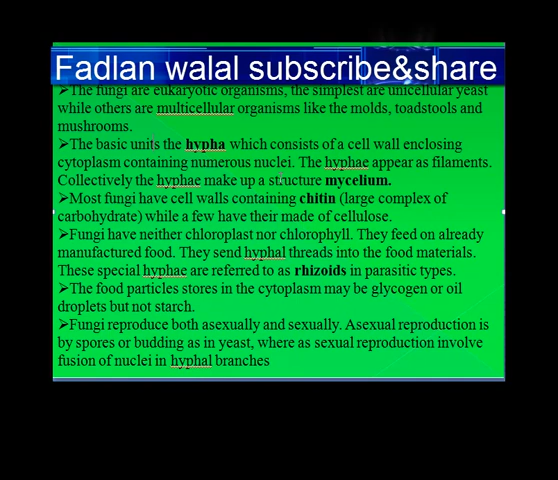 Fadlan walal subscribe&share
➢The fungi are eukaryotic organisms, the simplest are unicellular yeast
while others are multicellular organisms like the molds, toadstools and
mushrooms.
➢The basic units the hypha which consists of a cell wall enclosing
cytoplasm containing numerous nuclei. The hyphae appear as filaments.
Collectively the hyphae make up a structure mycelium.
➢Most fungi have cell walls containing chitin (large complex of
carbohydrate) while a few have their made of cellulose.
➢Fungi have neither chloroplast nor chlorophyll. They feed on already
manufactured food. They send hyphal threads into the food materials.
These special hyphae are referred to as rhizoids in parasitic types.
➢The food particles stores in the cytoplasm may be glycogen or oil
droplets but not starch.
➢Fungi reproduce both asexually and sexually. Asexual reproduction is
by spores or budding as in yeast, where as sexual reproduction involve
fusion of nuclei in hyphal branches